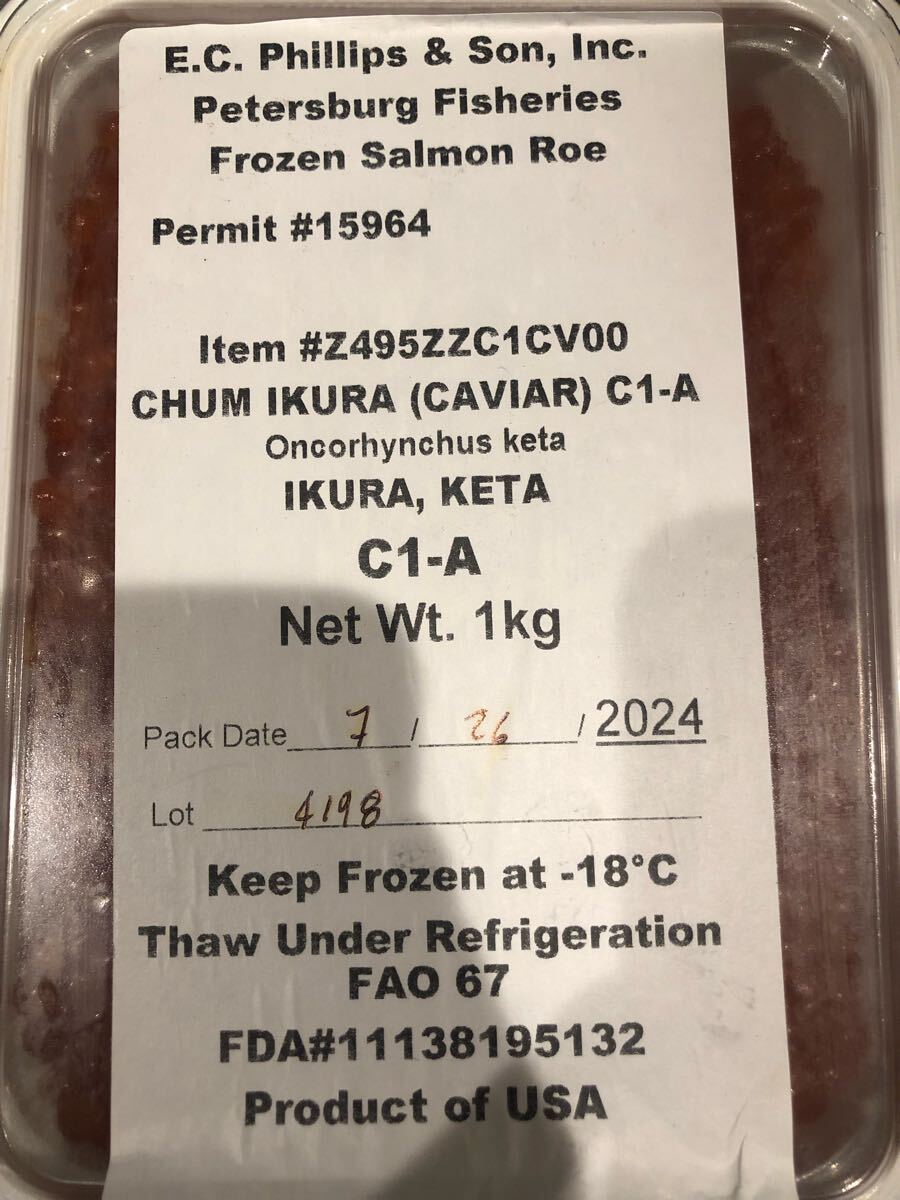 E.C. Phillips & Son, Inc.
Petersburg Fisheries
Frozen Salmon Roe
Permit #15964
Item #Z495ZZC1CV00
CHUM IKURA (CAVIAR) C1-A
Oncorhynchus keta
IKURA, KETA
C1-A
Net Wt. 1kg
Pack Date 7 / 26 / 2024
Lot 4198
Keep Frozen at -18°C
Thaw Under Refrigeration
FAO 67
FDA#11138195132
Product of USA